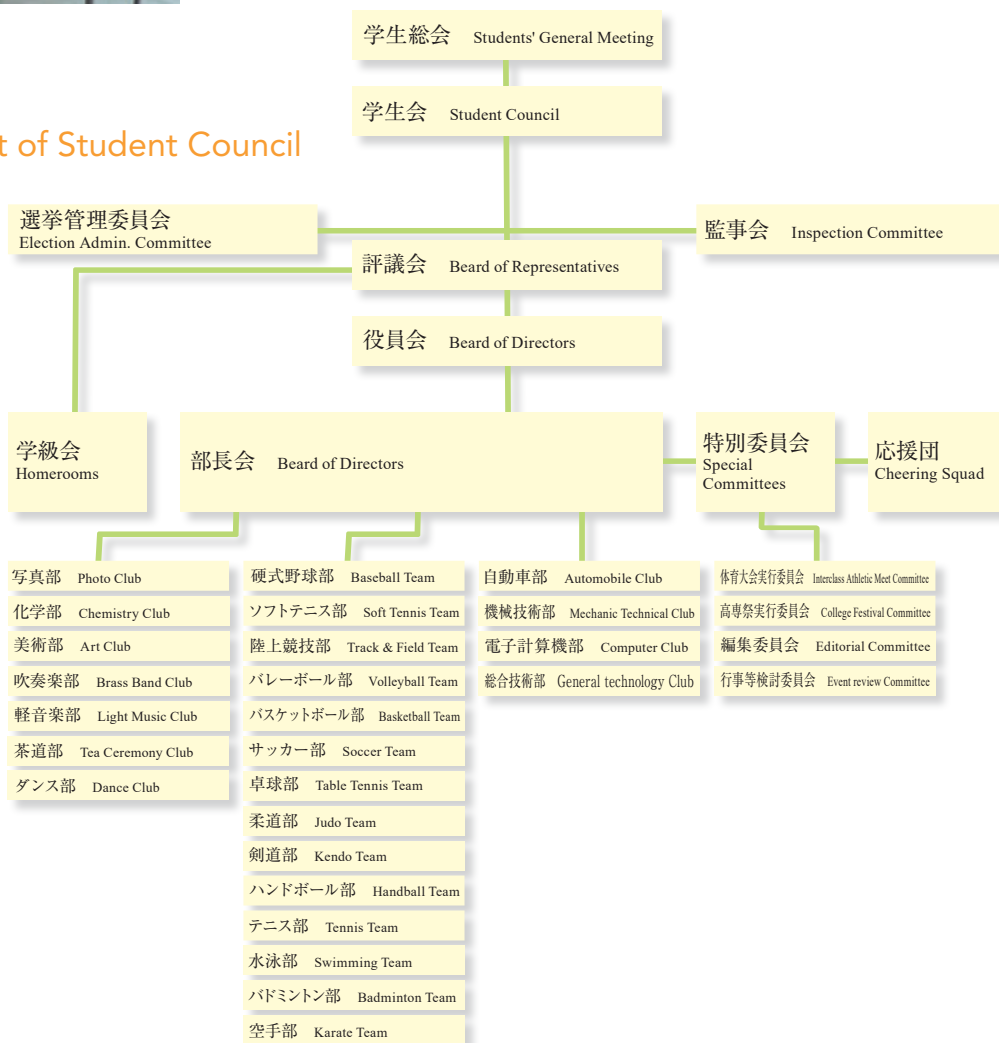 学生総会 Students' General Meeting
学生会 Student Council
t of Student Council
選挙管理委員会
Election Admin. Committee
監事会 Inspection Committee
評議会 Beard of Representatives
役員会 Beard of Directors
学級会
Homerooms
部長会 Beard of Directors
特別委員会
Special
Committees
応援団
Cheering Squad
写真部 Photo Club
化学部 Chemistry Club
美術部 Art Club
吹奏楽部 Brass Band Club
軽音楽部 Light Music Club
茶道部 Tea Ceremony Club
ダンス部 Dance Club
硬式野球部 Baseball Team
ソフトテニス部 Soft Tennis Team
陸上競技部 Track & Field Team
バレーボール部 Volleyball Team
バスケットボール部 Basketball Team
サッカー部 Soccer Team
卓球部 Table Tennis Team
柔道部 Judo Team
剣道部 Kendo Team
ハンドボール部 Handball Team
テニス部 Tennis Team
水泳部 Swimming Team
バドミントン部 Badminton Team
空手部 Karate Team
自動車部 Automobile Club
機械技術部 Mechanic Technical Club
電子計算機部 Computer Club
総合技術部 General technology Club
体育大会実行委員会 Interclass Athletic Meet Committee
高専祭実行委員会 College Festival Committee
編集委員会 Editorial Committee
行事等検討委員会 Event review Committee